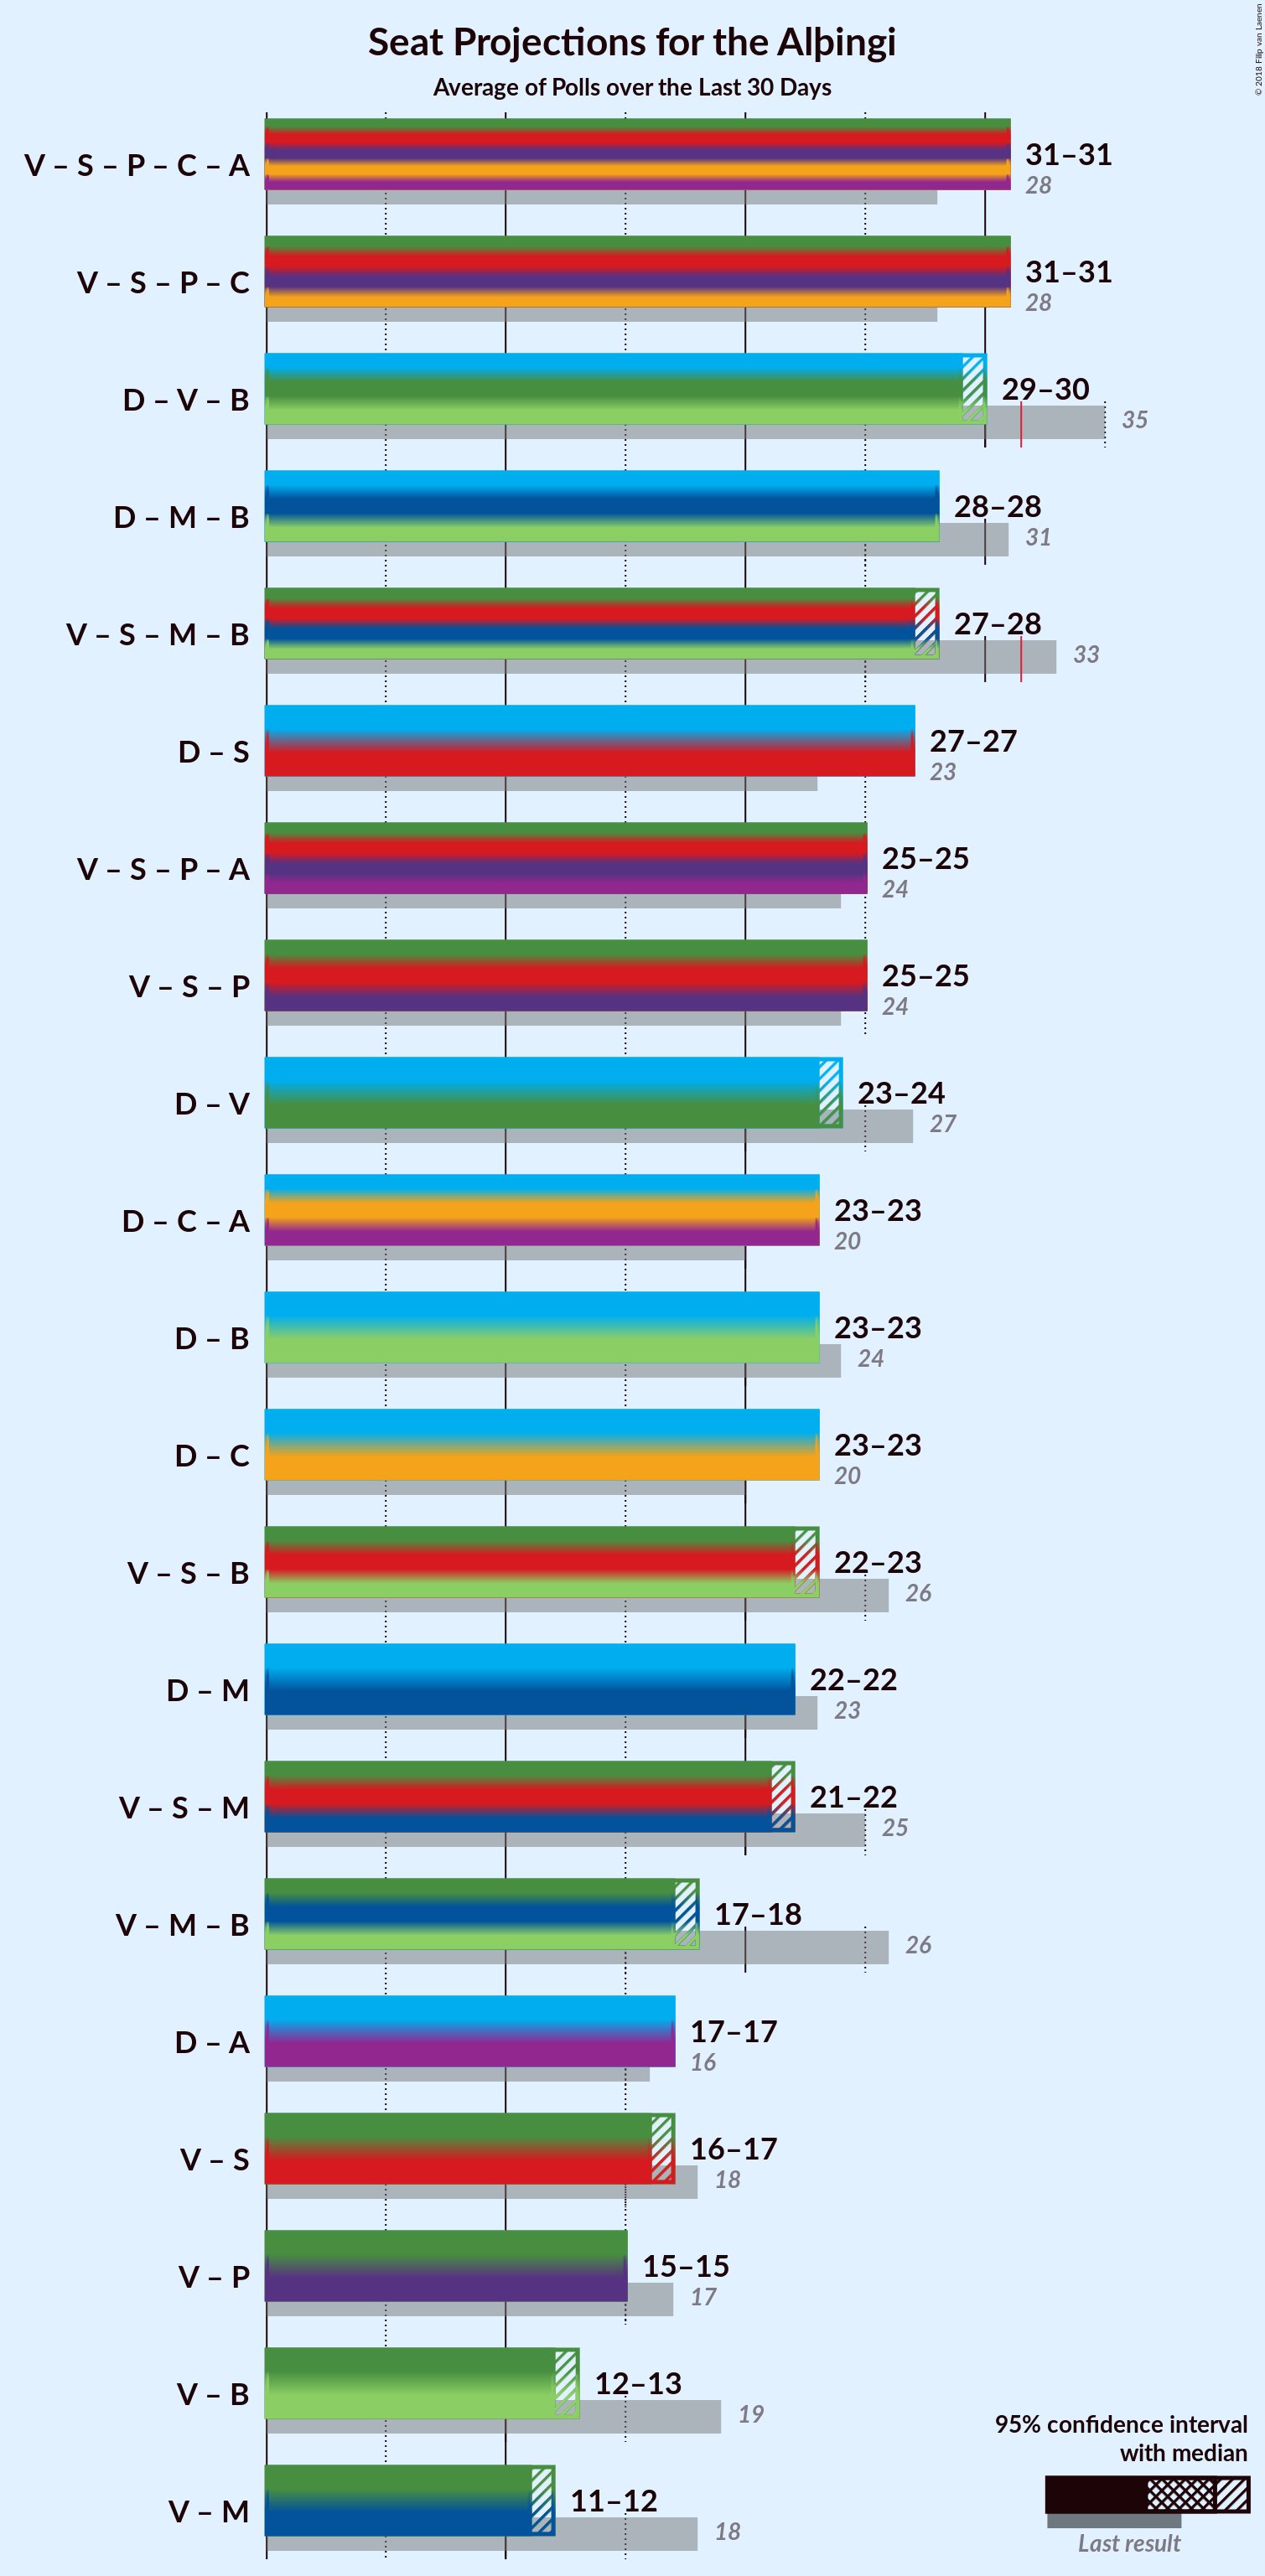 Seat Projections for the Alþingi
Average of Polls over the Last 30 Days
© 2018 Filip van Laenen
V – S – P – C – A
31–31
28
V – S – P – C
31–31
28
D – V – B
29–30
35
D – M – B
28–28
31
V – S – M – B
27–28
33
D – S
27–27
23
V – S – P – A
25–25
24
V – S – P
25–25
24
D – V
23–24
27
D – C – A
23–23
20
D – B
23–23
24
D – C
23–23
20
V – S – B
22–23
26
D – M
22–22
23
V – S – M
21–22
25
V – M – B
17–18
26
D – A
17–17
16
V – S
16–17
18
V – P
15–15
17
V – B
12–13
19
V – M
11–12
18
95% confidence interval
with median
Last result